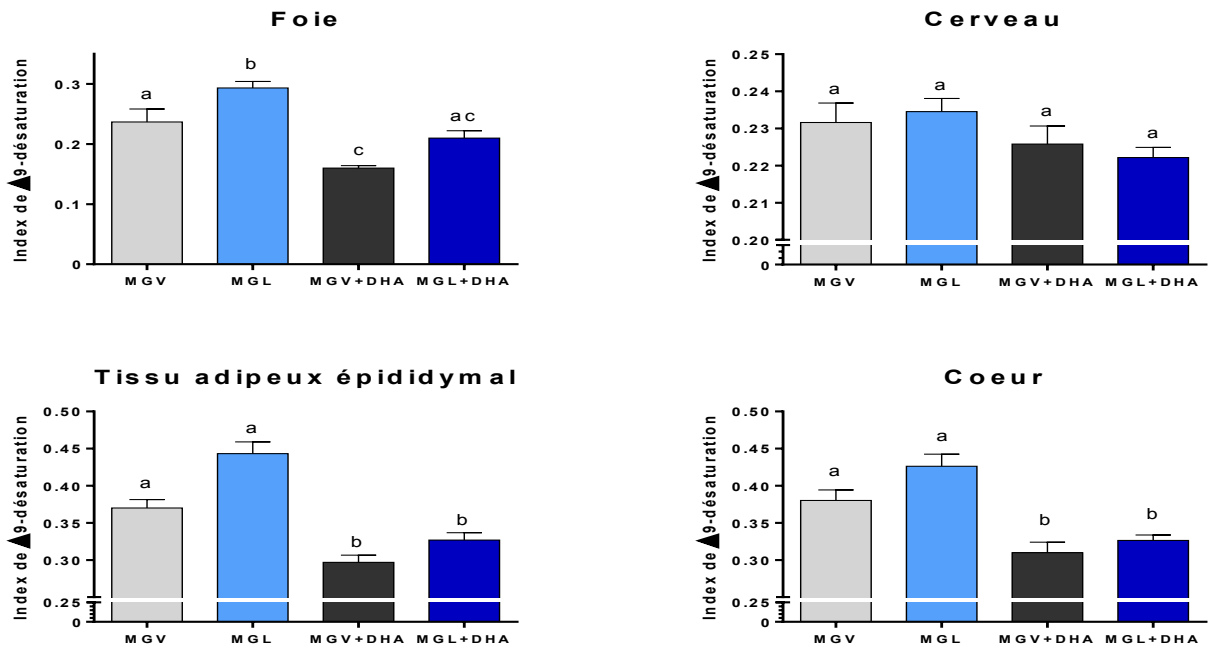 Foie
Index de ▲9-désaturation
0.3
0.2
0.1
0
a
b
c
ac
MGV MGL MGV+DHA MGL+DHA
Cerveau
Index de ▲9-désaturation
0.25
0.24
0.23
0.22
0.21
0.20
0
a
a
a
a
MGV MGL MGV+DHA MGL+DHA
Tissu adipeux épididymal
Index de ▲9-désaturation
0.50
0.45
0.40
0.35
0.30
0.25
0
a
a
b
b
MGV MGL MGV+DHA MGL+DHA
Coeur
Index de ▲9-désaturation
0.50
0.45
0.40
0.35
0.30
0.25
0
a
a
b
b
MGV MGL MGV+DHA MGL+DHA